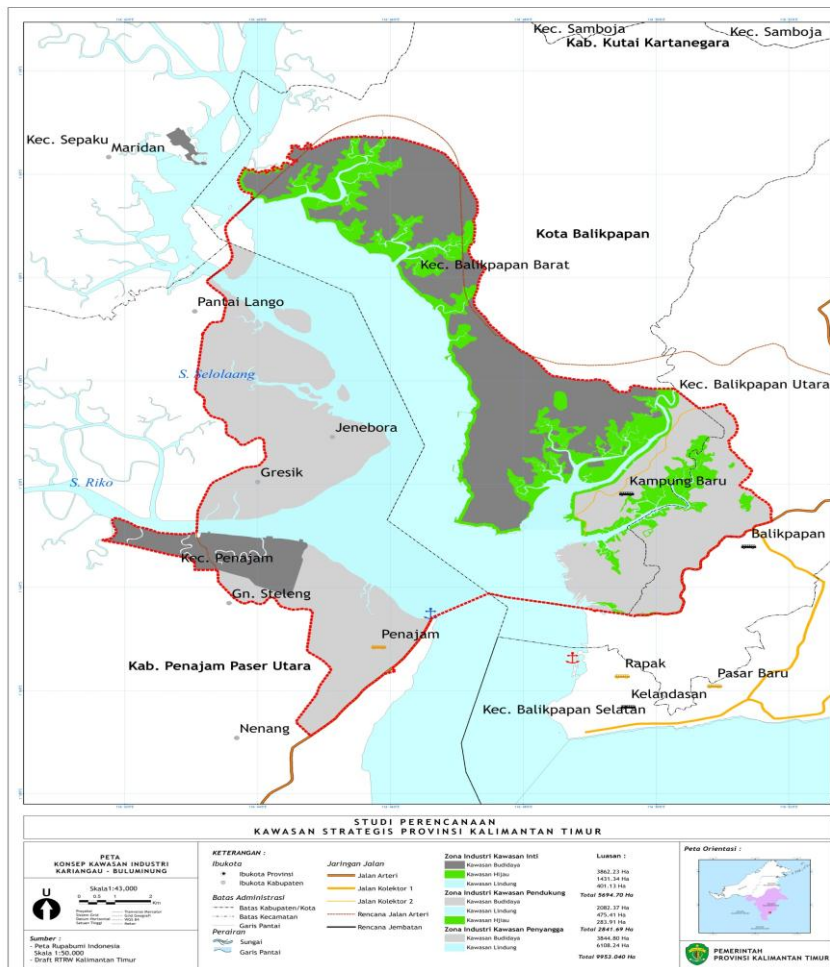 Kec. Samboja
Kec. Samboja
Kab. Kutai Kartanegara
Kec. Sepaku
Maridan
Kota Balikpapan
Kec. Balikpapan Barat
Pantai Lango
S. Selolaang
Kec. Balikpapan Utara
Jenebora
Gresik
S. Riko
Kampung Baru
Balikpapan
Kec. Penajam
Gn. Steleng
Penajam
Kab. Penajam Paser Utara
Rapak
Pasar Baru
Kelandasan
Kec. Balikpapan Selatan
Nenang
STUDI PERENCANAAN
KAWASAN STRATEGIS PROVINSI KALIMANTAN TIMUR
PETA
KONSEP KAWASAN INDUSTRI
KARIANGAU - BULUMINUNG
U
Skala 1:43,000
0 0.5 1 2
Km
Sumber :
- Peta Rupabumi Indonesia
Skala 1:50.000
- Draft RTRW Kalimantan Timur
KETERANGAN :
Ibukota
Ibukota Provinsi
Ibukota Kabupaten
Batas Administrasi
Batas Kabupaten/Kota
Batas Kecamatan
Garis Pantai
Perairan
Sungai
Garis Pantai
Jaringan Jalan
Jalan Arteri
Jalan Kolektor 1
Jalan Kolektor 2
Rencana Jalan Arteri
Rencana Jembatan
Zona Industri Kawasan Inti
Luasan :
Kawasan Budidaya 3862.23 Ha
Kawasan Hijau 1431.34 Ha
Kawasan Lindung 401.13 Ha
Total 5694.70 Ha
Zona Industri Kawasan Pendukung
Kawasan Budidaya 2082.37 Ha
Kawasan Lindung 475.41 Ha
Kawasan Hijau 283.91 Ha
Total 2841.69 Ha
Zona Industri Kawasan Penyangga
Kawasan Budidaya 3844.80 Ha
Kawasan Lindung 6108.24 Ha
Total 9953.040 Ha
Peta Orientasi :
PEMERINTAH
PROVINSI KALIMANTAN TIMUR